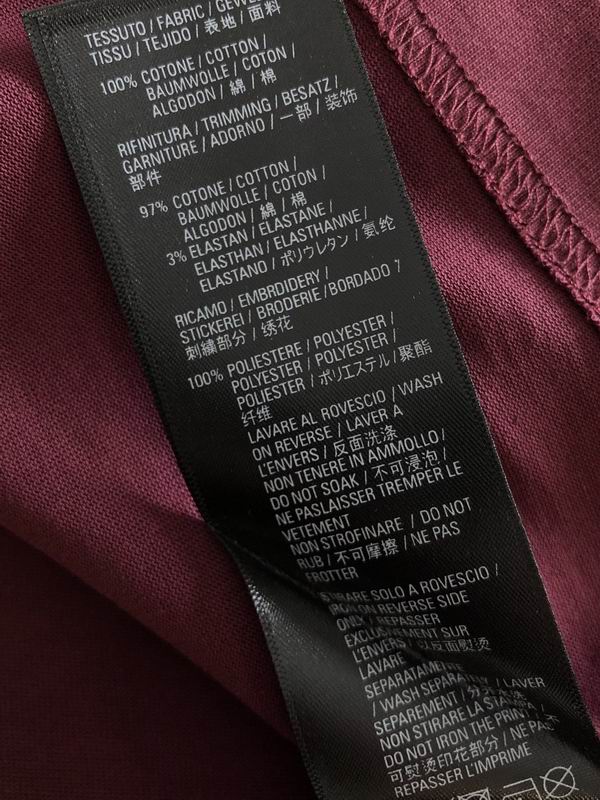 TESSUTO / FABRIC / GEWE
TISSU / TEJIDO / 表地 / 面料
100% COTONE / COTTON /
BAUMWOLLE / COTON /
ALGODON / 綿 / 棉
RIFINITURA / TRIMMING / BESATZ /
GARNITURE / ADORNO / 一部 / 装饰
部件
97% COTONE / COTTON /
BAUMWOLLE / COTON /
ALGODON / 綿 / 棉
3% ELASTAN / ELASTANE /
ELASTHAN / ELASTHANNE /
ELASTANO / ポリウレタン / 氨纶
RICAMO / EMBRDIDERY /
STICKEREI / BRODERIE / BORDADO /
刺繍部分 / 绣花
100% POLIESTERE / POLYESTER /
POLYESTER / POLYESTER /
POLIESTER / ポリエステル / 聚酯
纤维
LAVARE AL ROVESCIO / WASH
ON REVERSE / LAVER A
L'ENVERS / 反面洗涤
NON TENERE IN AMMOLLO /
DO NOT SOAK / 不可浸泡 /
NE PASLAISSER TREMPER LE
VETEMENT
NON STROFINARE / DO NOT
RUB / 不可摩擦 / NE PAS
FROTTER
STIRARE SOLO A ROVESCIO /
IRON ON REVERSE SIDE
ONLY / REPASSER
EXCLUSIVEMENT SUR
L'ENVERS / 以反面熨烫
LAVARE
SEPARATAMENTE
/ WASH SEPARATELY / LAVER
SEPAREMENT / 分开洗涤
NON STIRARE LA STAMPA /
DO NOT IRON THE PRINT / 不
可熨烫印花部分 / NE PAS
REPASSER L'IMPRIME